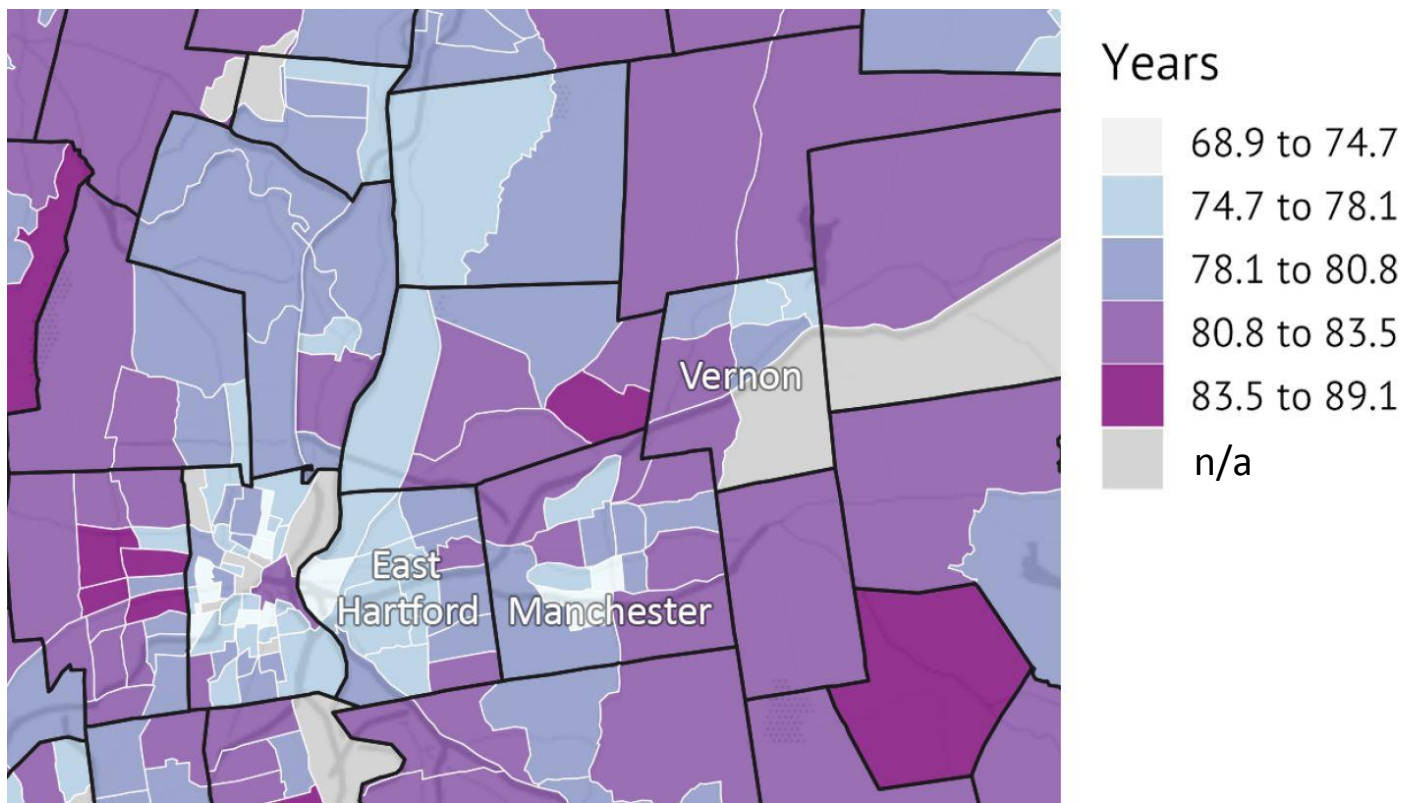 Years
68.9 to 74.7
74.7 to 78.1
78.1 to 80.8
80.8 to 83.5
83.5 to 89.1
n/a
Vernon
East
Hartford
Manchester